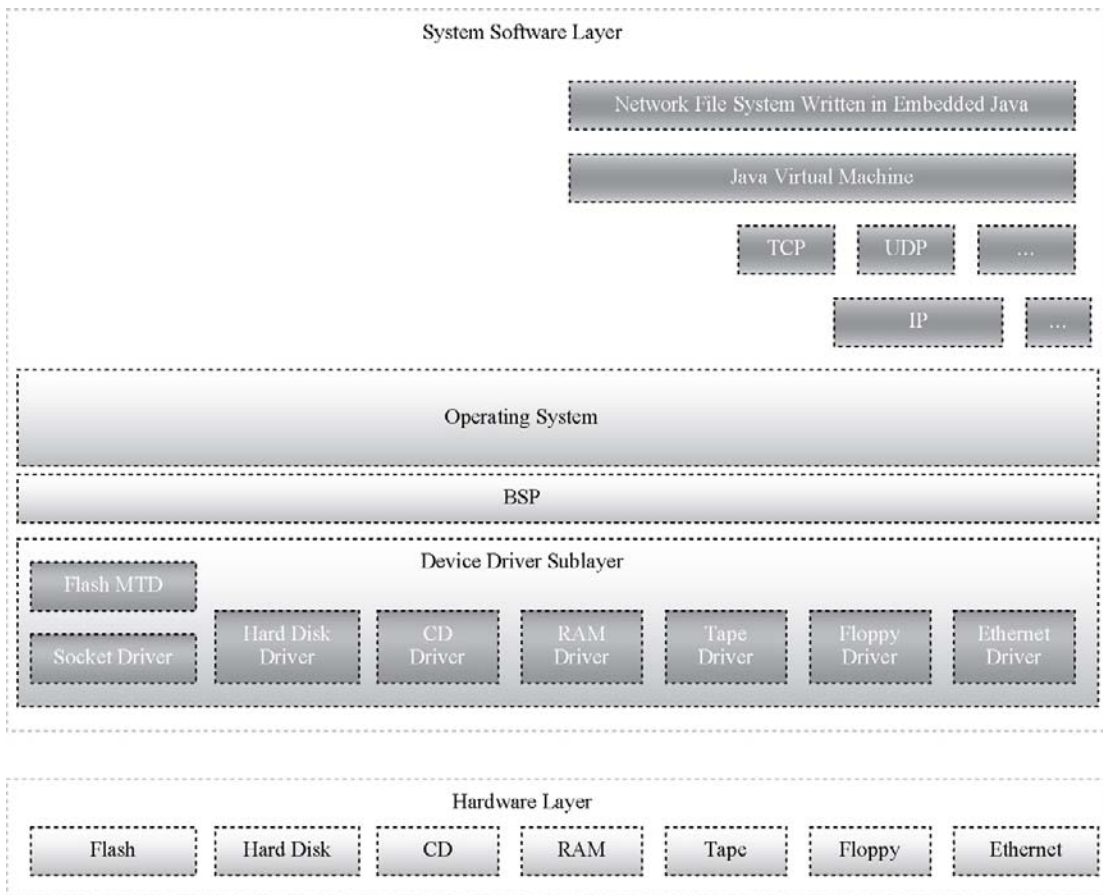 System Software Layer
Network File System Written in Embedded Java
Java Virtual Machine
TCP
UDP
...
IP
...
Operating System
BSP
Device Driver Sublayer
Flash MTD
Socket Driver
Hard Disk
Driver
CD
Driver
RAM
Driver
Tape
Driver
Floppy
Driver
Ethernet
Driver
Hardware Layer
Flash
Hard Disk
CD
RAM
Tape
Floppy
Ethernet